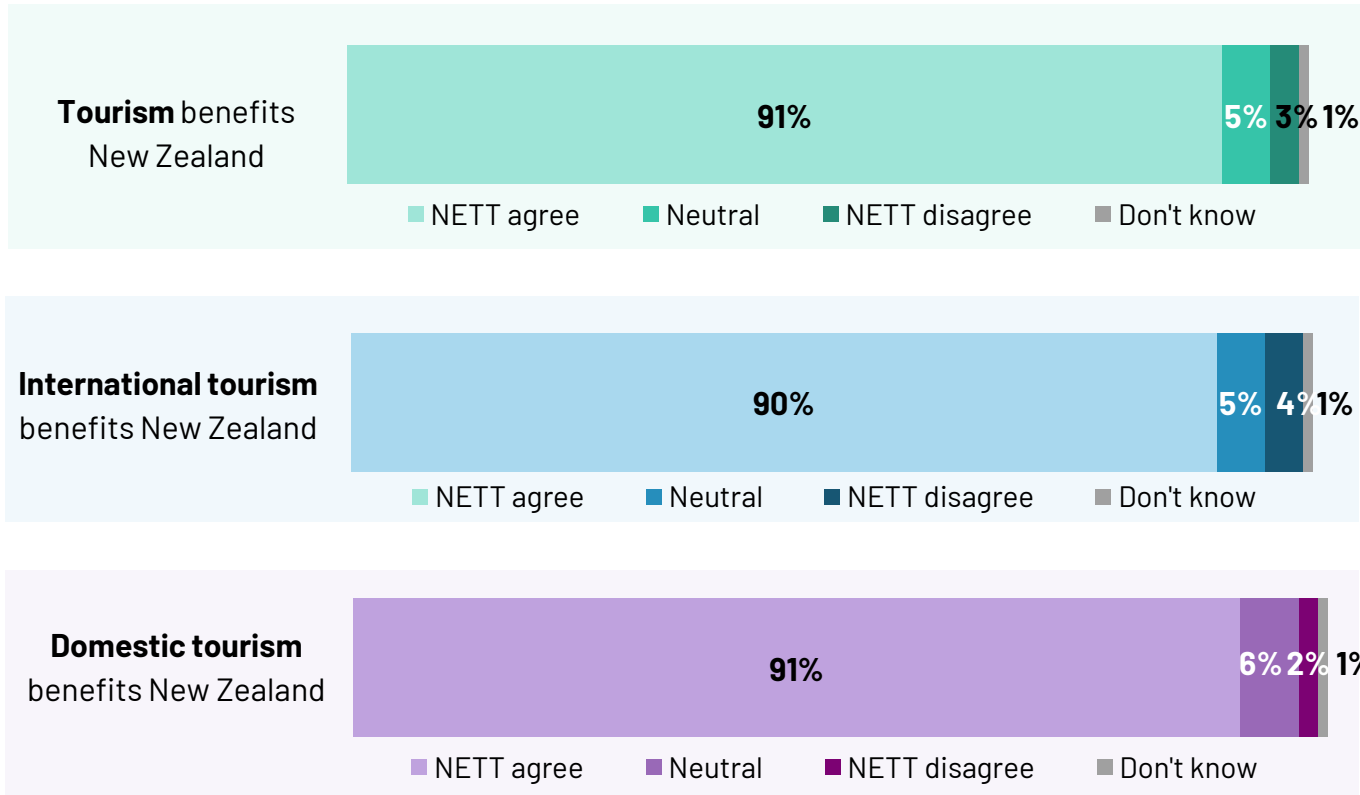 Tourism benefits
New Zealand
91%
5%
3%
1%
NETT agree
Neutral
NETT disagree
Don't know
International tourism
benefits New Zealand
90%
5%
4%
1%
NETT agree
Neutral
NETT disagree
Don't know
Domestic tourism
benefits New Zealand
91%
6%
2%
1%
NETT agree
Neutral
NETT disagree
Don't know